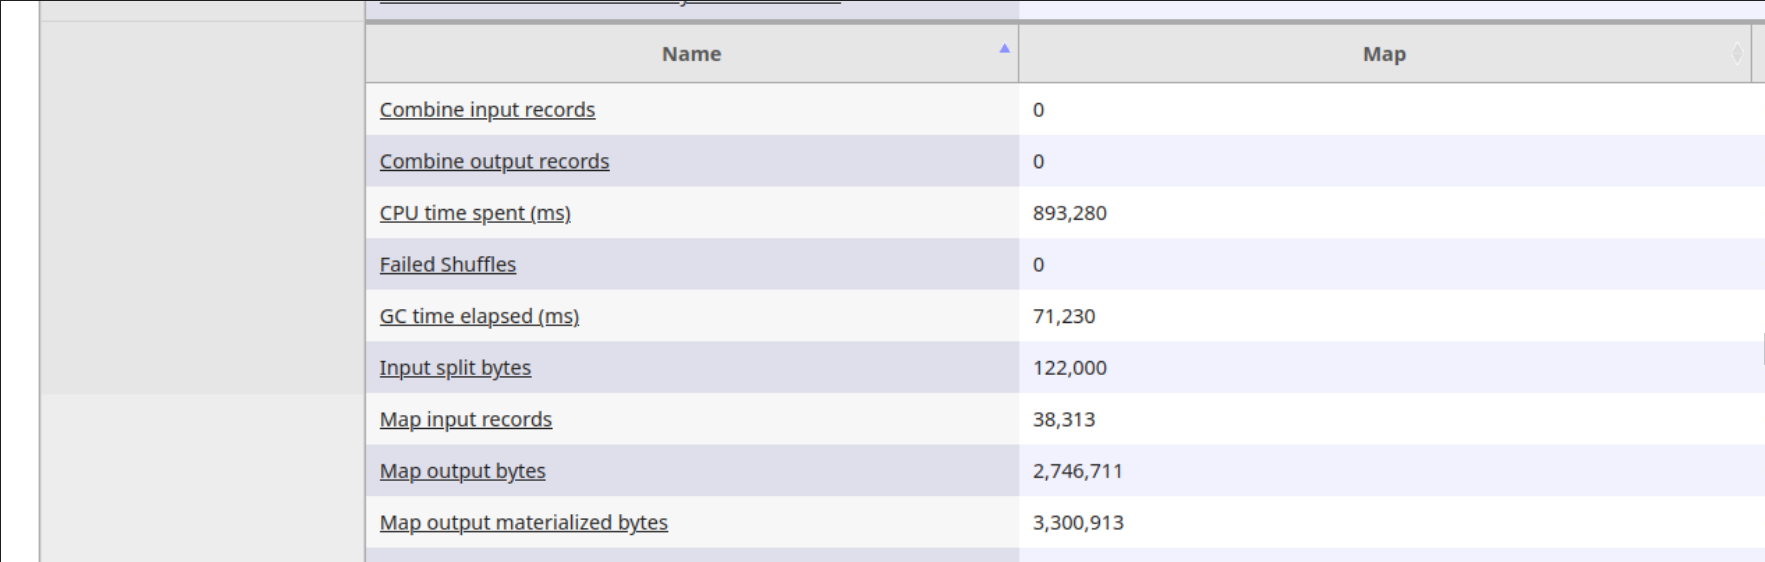 Name Map
Combine input records 0
Combine output records 0
CPU time spent (ms) 893,280
Failed Shuffles 0
GC time elapsed (ms) 71,230
Input split bytes 122,000
Map input records 38,313
Map output bytes 2,746,711
Map output materialized bytes 3,300,913